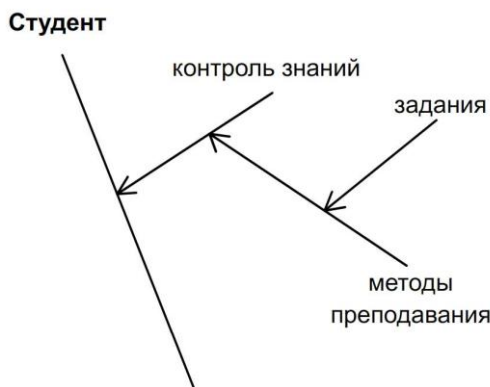 Студент
контроль знаний
задания
методы
преподавания